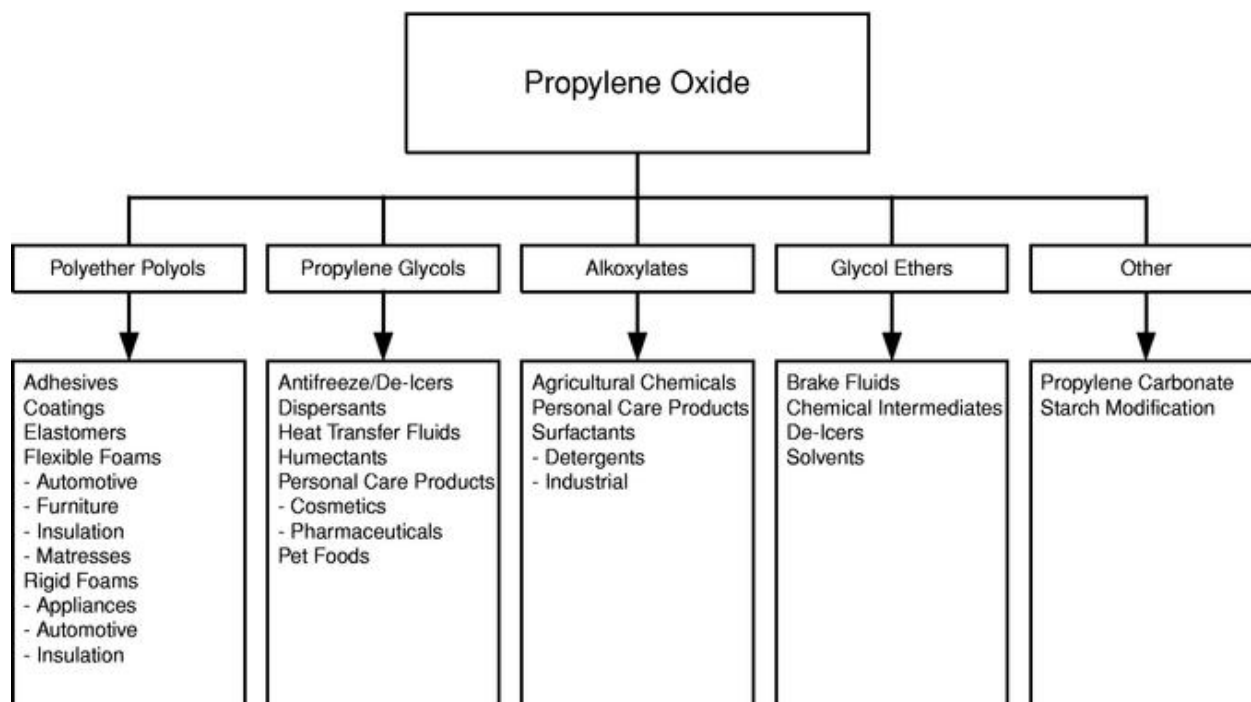 Propylene Oxide
Polyether Polyols
Propylene Glycols
Alkoxylates
Glycol Ethers
Other
Adhesives
Coatings
Elastomers
Flexible Foams
- Automotive
- Furniture
- Insulation
- Matresses
Rigid Foams
- Appliances
- Automotive
- Insulation
Antifreeze/De-Icers
Dispersants
Heat Transfer Fluids
Humectants
Personal Care Products
- Cosmetics
- Pharmaceuticals
Pet Foods
Agricultural Chemicals
Personal Care Products
Surfactants
- Detergents
- Industrial
Brake Fluids
Chemical Intermediates
De-Icers
Solvents
Propylene Carbonate
Starch Modification